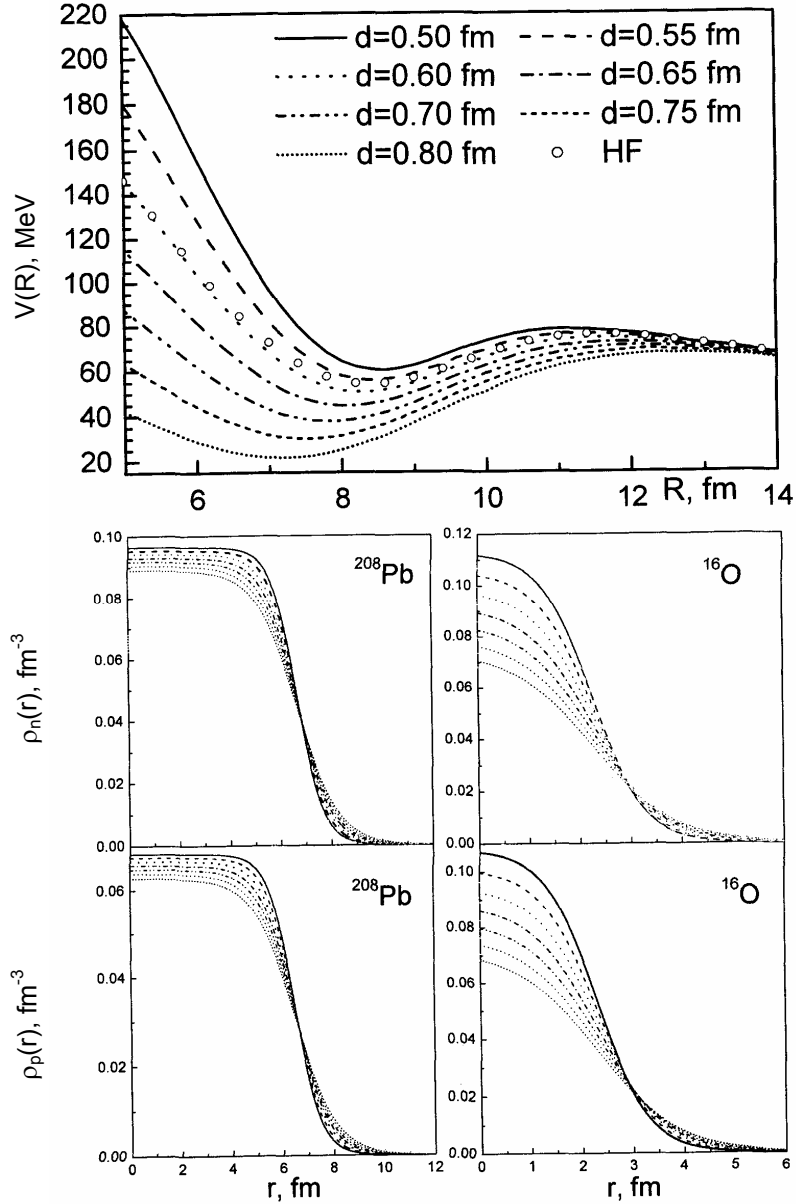 220
200
180
160
140
120
100
80
60
40
20
V(R), MeV
d=0.50 fm d=0.55 fm
d=0.60 fm d=0.65 fm
d=0.70 fm d=0.75 fm
d=0.80 fm HF
6 8 10 12 R, fm 14
0.10
0.08
0.06
0.04
0.02
0.00
ρn(r), fm⁻³
²⁰⁸Pb
0.12
0.10
0.08
0.06
0.04
0.02
0.00
¹⁶O
0.06
0.04
0.02
0.00
ρp(r), fm⁻³
²⁰⁸Pb
0 2 4 6 8 10 12
r, fm
0.10
0.08
0.06
0.04
0.02
0.00
¹⁶O
0 1 2 3 4 5 6
r, fm